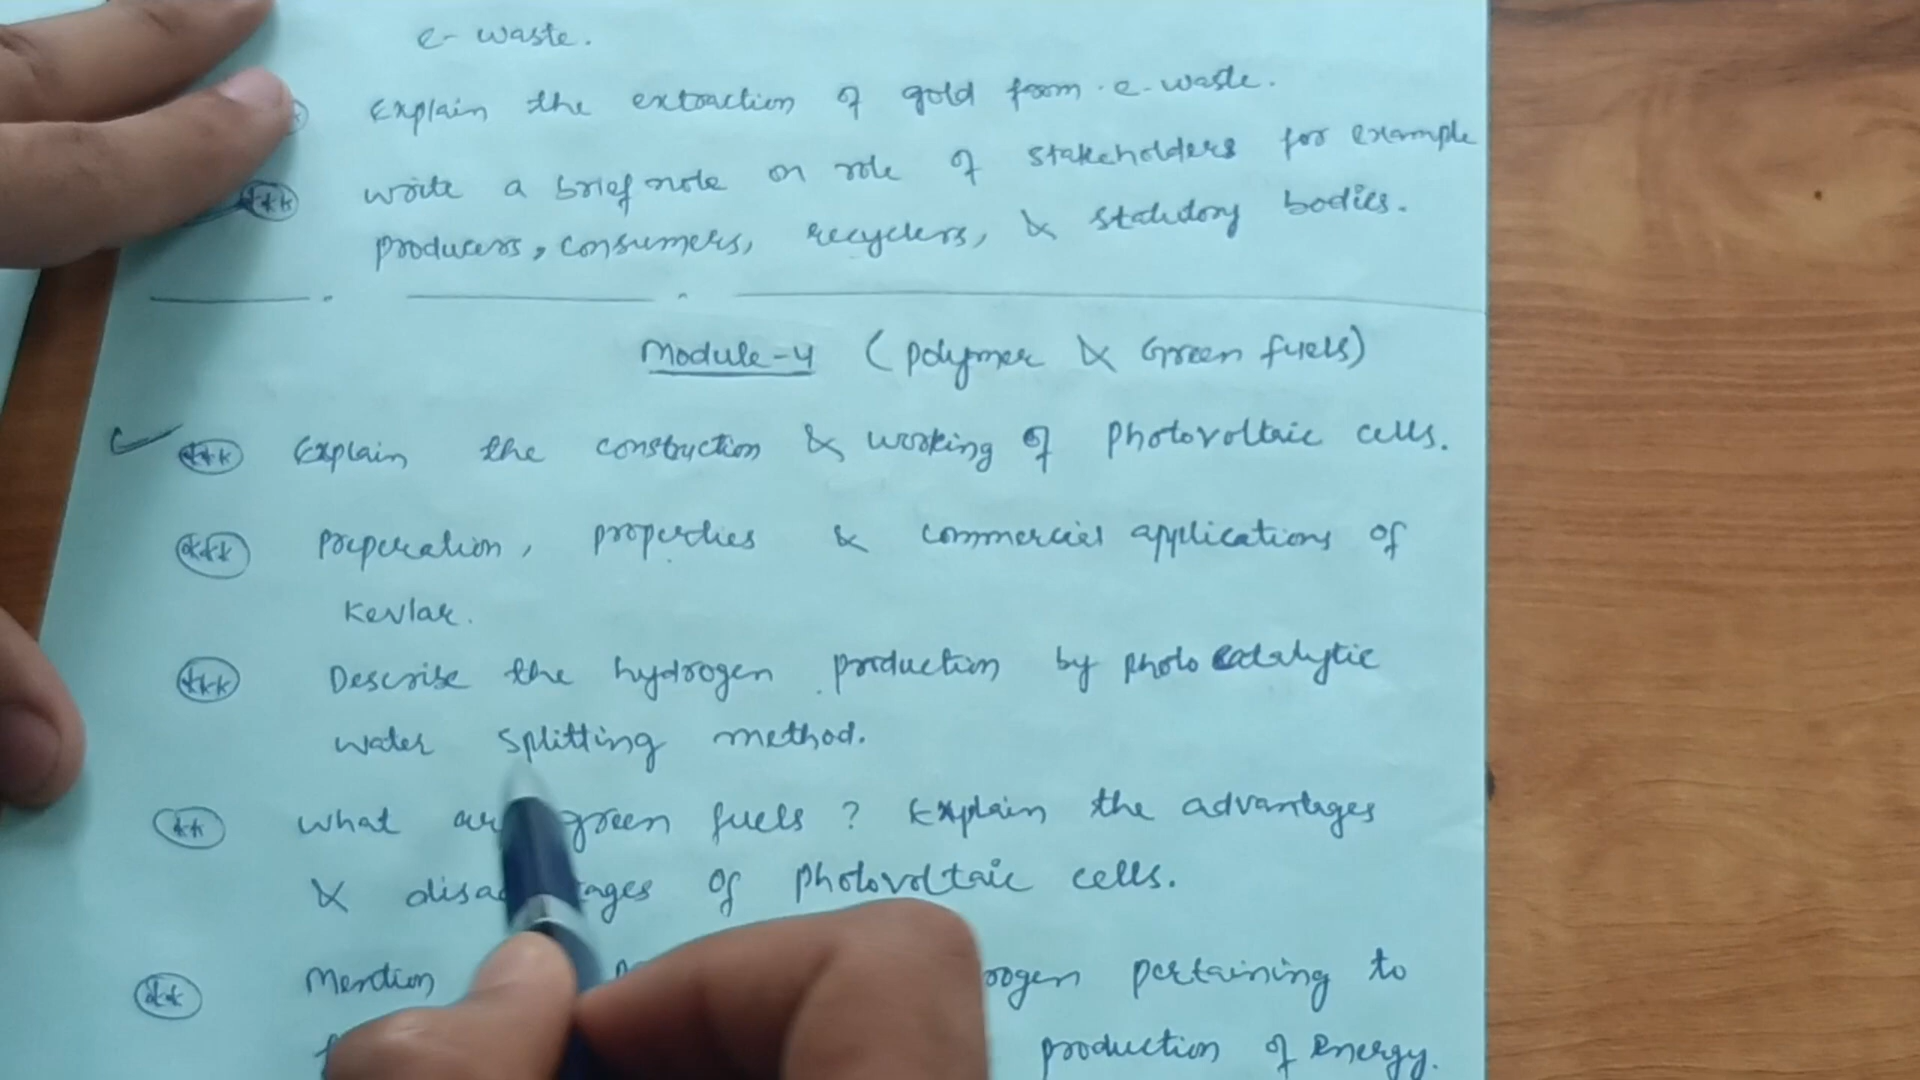 e-waste.
Explain the extraction of gold from e-waste.
*** write a brief note on role of stakeholders for example
producers, consumers, recyclers, & statutory bodies.
Module-4 (Polymer & Green fuels)
*** Explain the construction & working of Photovoltaic cells.
*** Preperation, properties & commercial applications of
Kevlar.
*** Describe the hydrogen production by photo catalytic
water splitting method.
** What are green fuels? Explain the advantages
& disadvantages of Photovoltaic cells.
** Mention pertaining to
production of Energy.